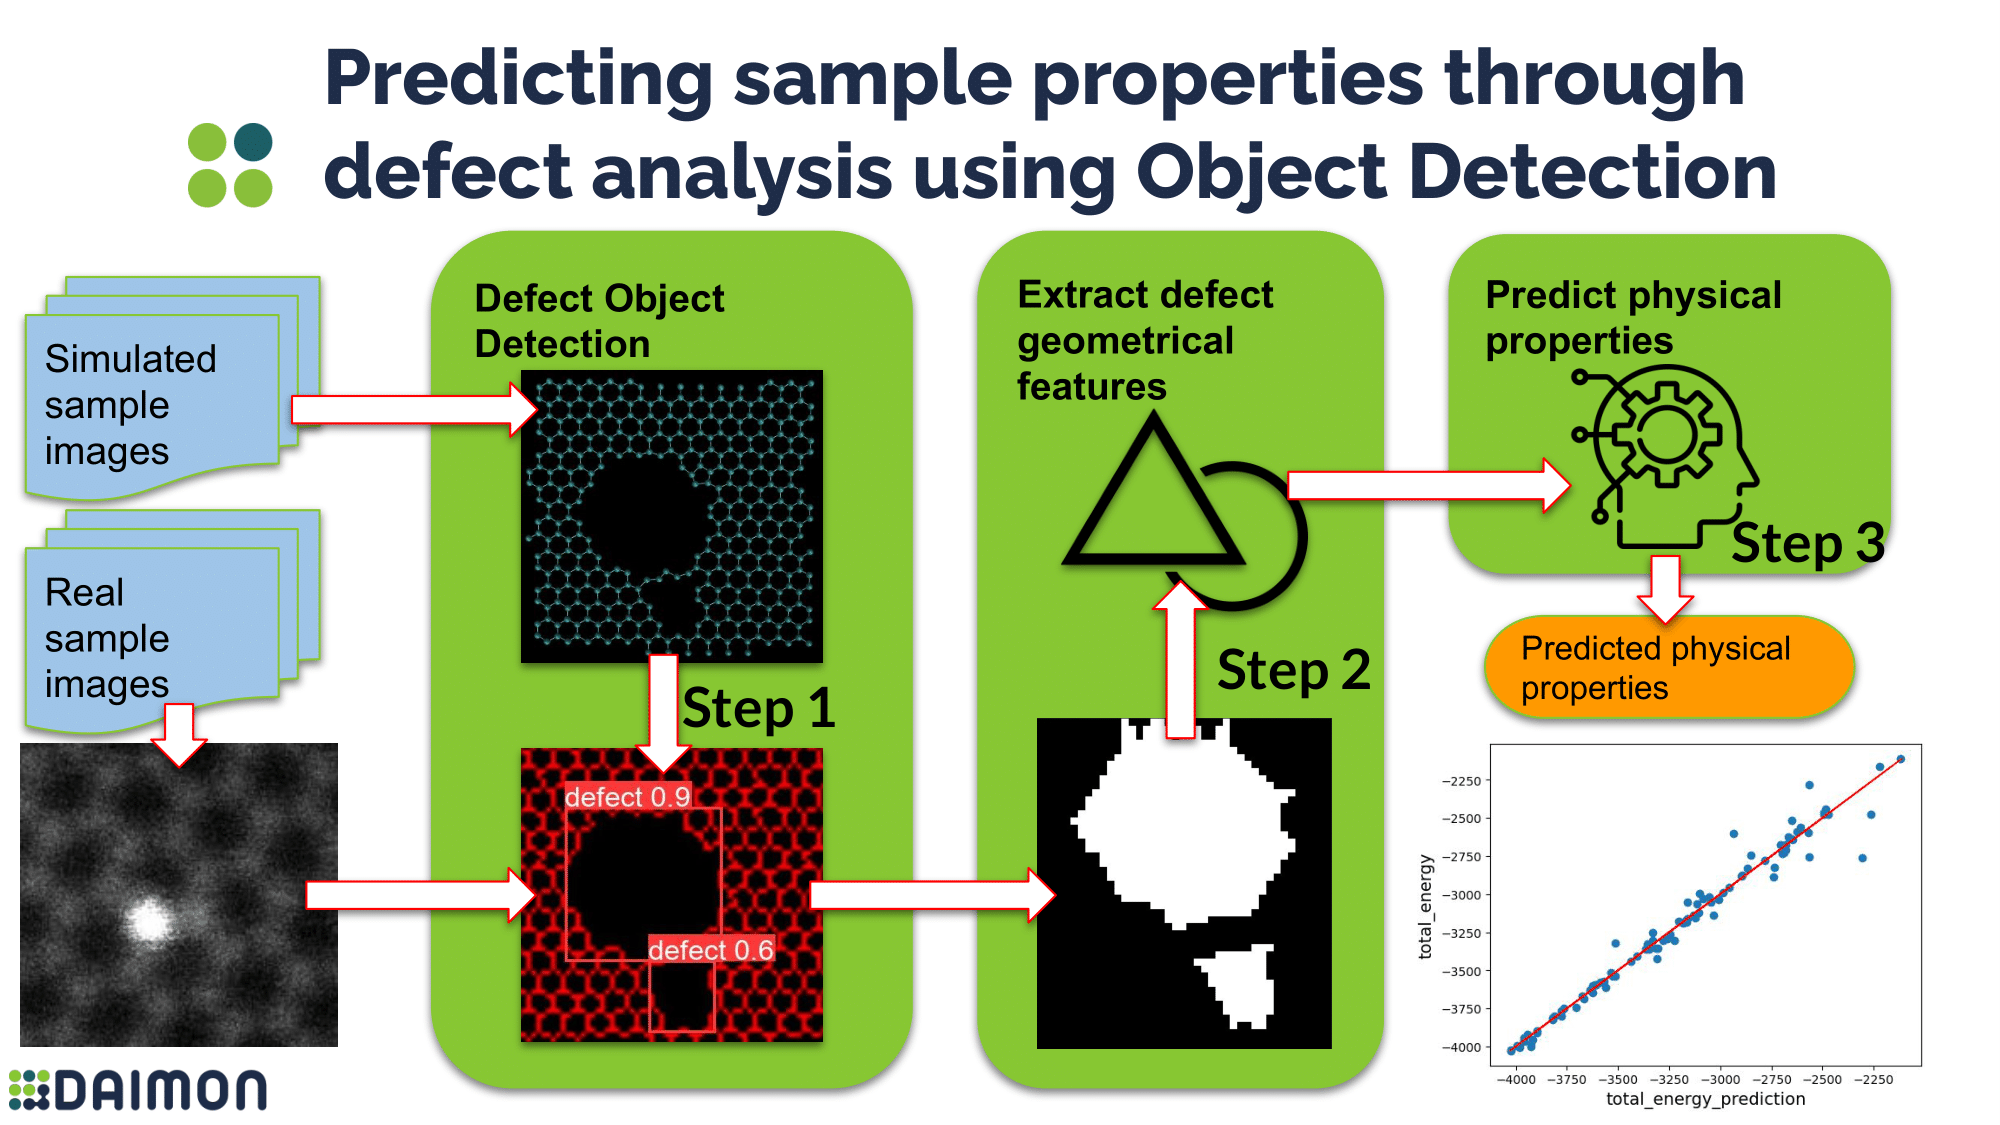 Predicting sample properties through
defect analysis using Object Detection
Simulated
sample
images
Real
sample
images
Defect Object
Detection
Step 1
defect 0.9
defect 0.6
Extract defect
geometrical
features
Step 2
Predict physical
properties
Step 3
Predicted physical
properties
total_energy
−2250
−2500
−2750
−3000
−3250
−3500
−3750
−4000
−4000 −3750 −3500 −3250 −3000 −2750 −2500 −2250
total_energy_prediction
DAIMON